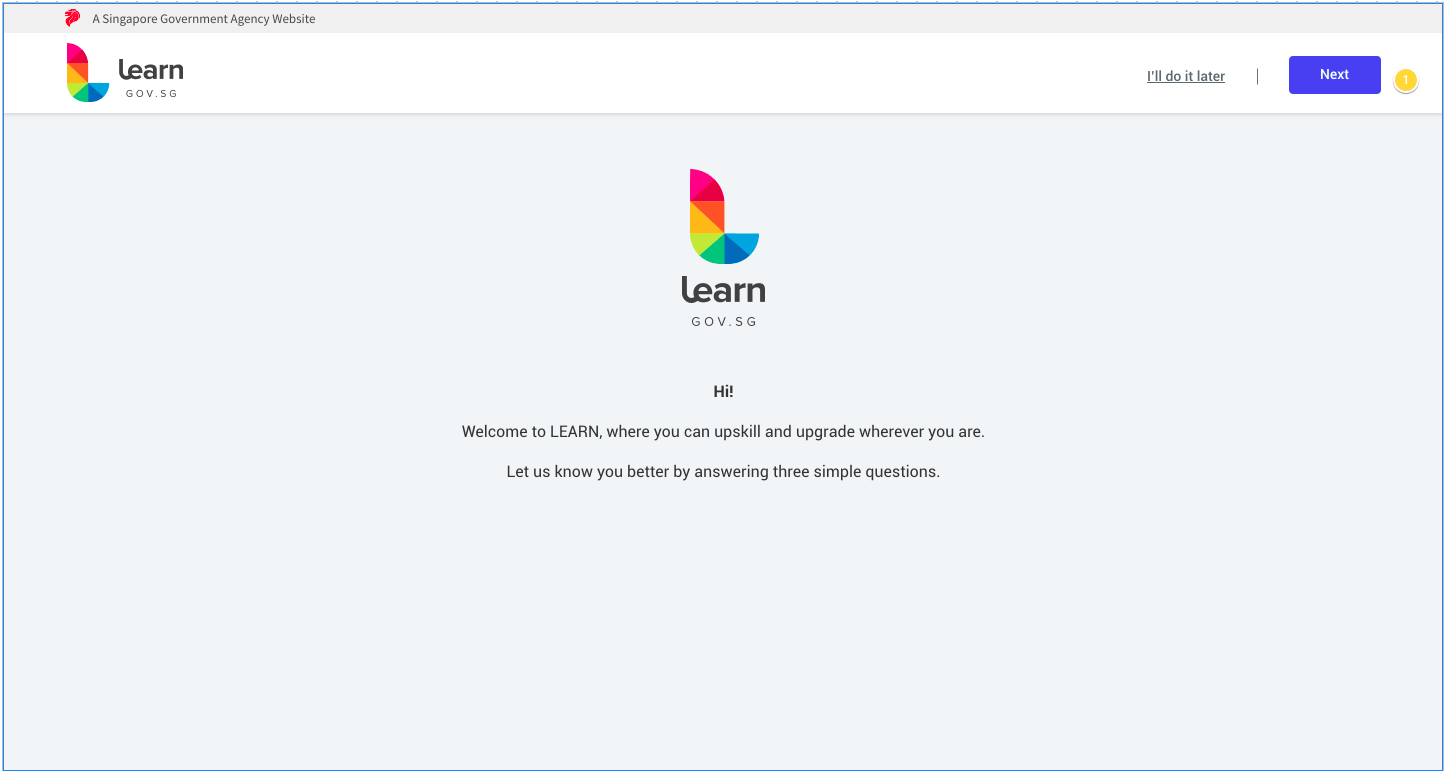 A Singapore Government Agency Website
Learn
GOV.SG
I'll do it later
Next
1
Learn
GOV.SG
Hi!
Welcome to LEARN, where you can upskill and upgrade wherever you are.
Let us know you better by answering three simple questions.